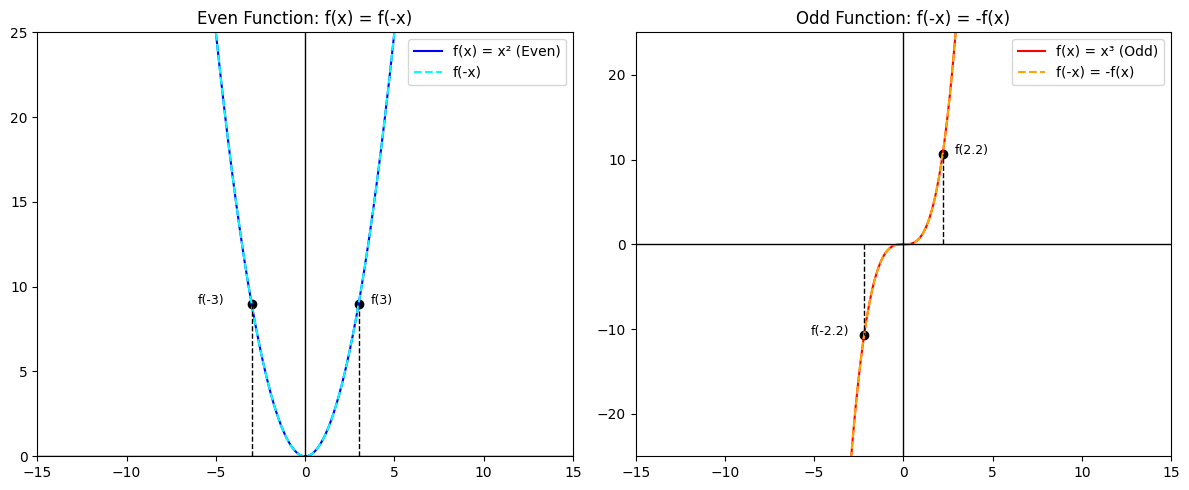 Even Function: f(x) = f(-x)
25
20
15
10
5
0
−15
−10
−5
0
5
10
15
f(x) = x² (Even)
f(-x)
f(-3)
f(3)
Odd Function: f(-x) = -f(x)
20
10
0
−10
−20
−15
−10
−5
0
5
10
15
f(x) = x³ (Odd)
f(-x) = -f(x)
f(2.2)
f(-2.2)